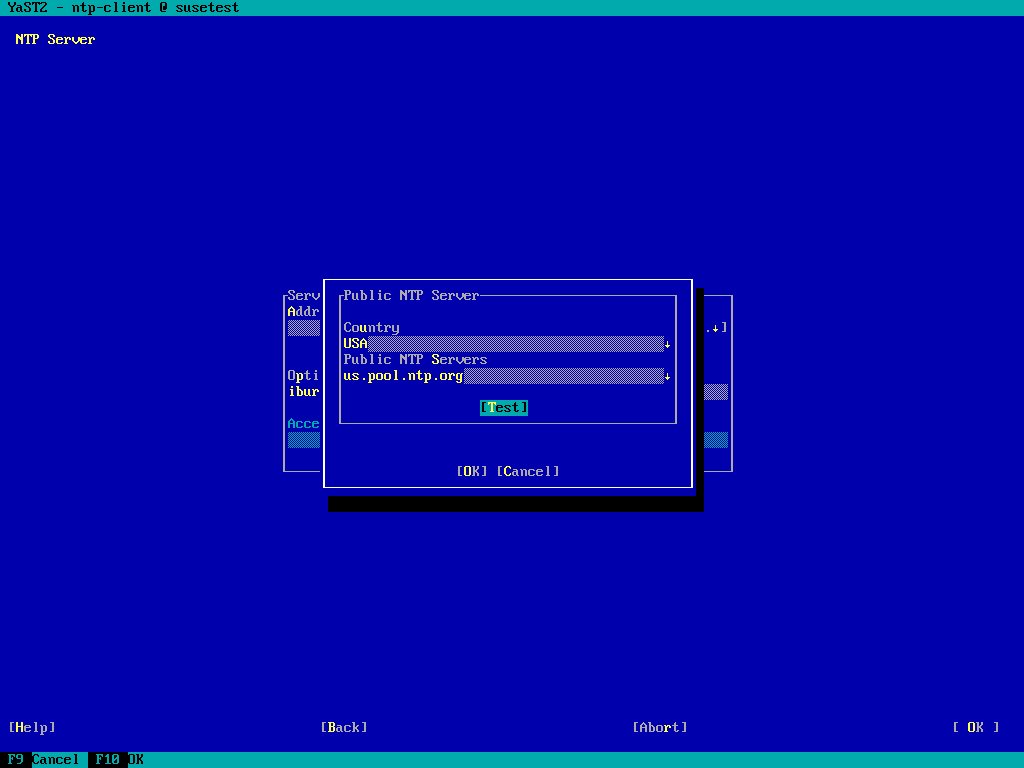 YaST2 - ntp-client @ susetest
NTP Server
Serv
Public NTP Server
Addr
Country
.↓]
USA ↓
Public NTP Servers
Opti
us.pool.ntp.org ↓
ibur
[Test]
Acce
[OK] [Cancel]
[Help] [Back] [Abort] [ OK ]
F9 Cancel F10 OK